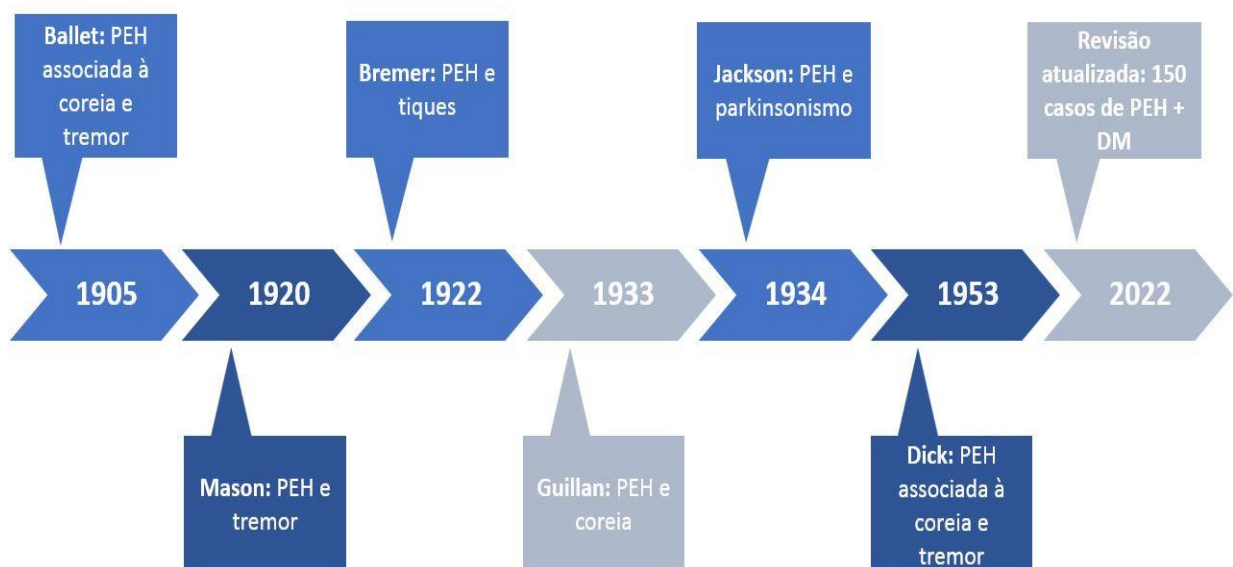 Ballet: PEH
associada à
coreia e
tremor
Bremer: PEH e
tiques
Jackson: PEH e
parkinsonismo
Revisão
atualizada: 150
casos de PEH +
DM
1905
1920
1922
1933
1934
1953
2022
Mason: PEH e
tremor
Guillan: PEH e
coreia
Dick: PEH
associada à
coreia e
tremor